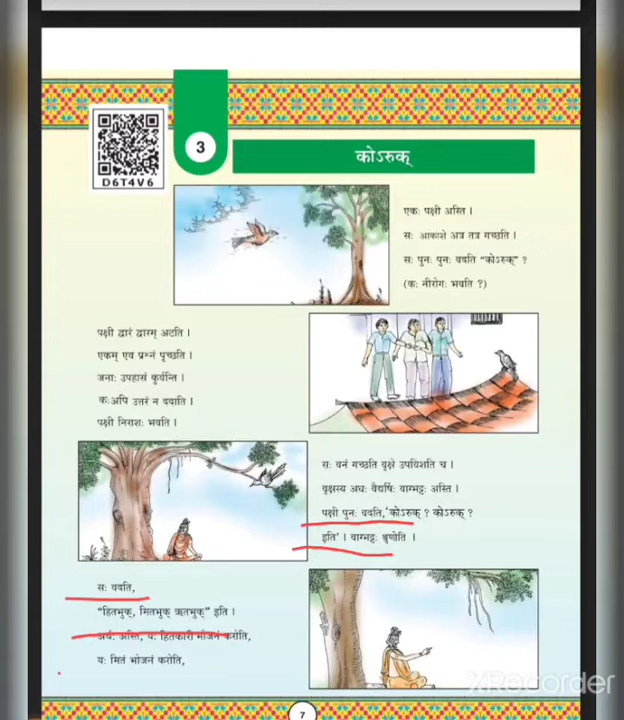 D6T4V6
3
कोऽरुक्
एकः पक्षी अस्ति ।
सः आकाशे अत्र तत्र गच्छति ।
सः पुनः पुनः वदति “कोऽरुक्” ?
(कः नीरोगः भवति ?)
पक्षी द्वारं द्वारम् अटति ।
एकम् एव प्रश्नं पृच्छति ।
जनाः उपहासं कुर्वन्ति ।
कःअपि उत्तरं न ददाति ।
पक्षी निराशः भवति ।
सः वनं गच्छति वृक्षे उपविशति च ।
वृक्षस्य अधः वैद्यर्षिः वाग्भट्टः अस्ति ।
पक्षी पुनः वदति,‘कोऽरुक् ? कोऽरुक् ?
इति’ । वाग्भट्टः श्रुणोति ।
सः वदति,
“हितभुक्, मितभुक् ऋतभुक्” इति ।
अर्थः अस्ति, यः हितकारी भोजनं करोति,
यः मितं भोजनं करोति,
7
XRecorder